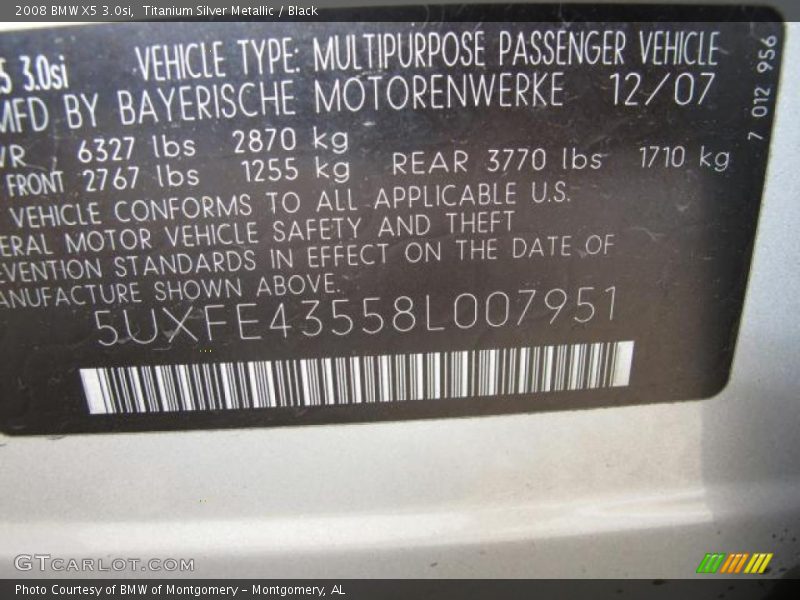 2008 BMW X5 3.0si, Titanium Silver Metallic / Black
5 3.0si VEHICLE TYPE: MULTIPURPOSE PASSENGER VEHICLE
MFD BY BAYERISCHE MOTORENWERKE 12/07
VR 6327 lbs 2870 kg
FRONT 2767 lbs 1255 kg REAR 3770 lbs 1710 kg
VEHICLE CONFORMS TO ALL APPLICABLE U.S.
ERAL MOTOR VEHICLE SAFETY AND THEFT
EVENTION STANDARDS IN EFFECT ON THE DATE OF
ANUFACTURE SHOWN ABOVE.
5UXFE43558L007951
7 012 956
GTCARLOT.COM
Photo Courtesy of BMW of Montgomery – Montgomery, AL